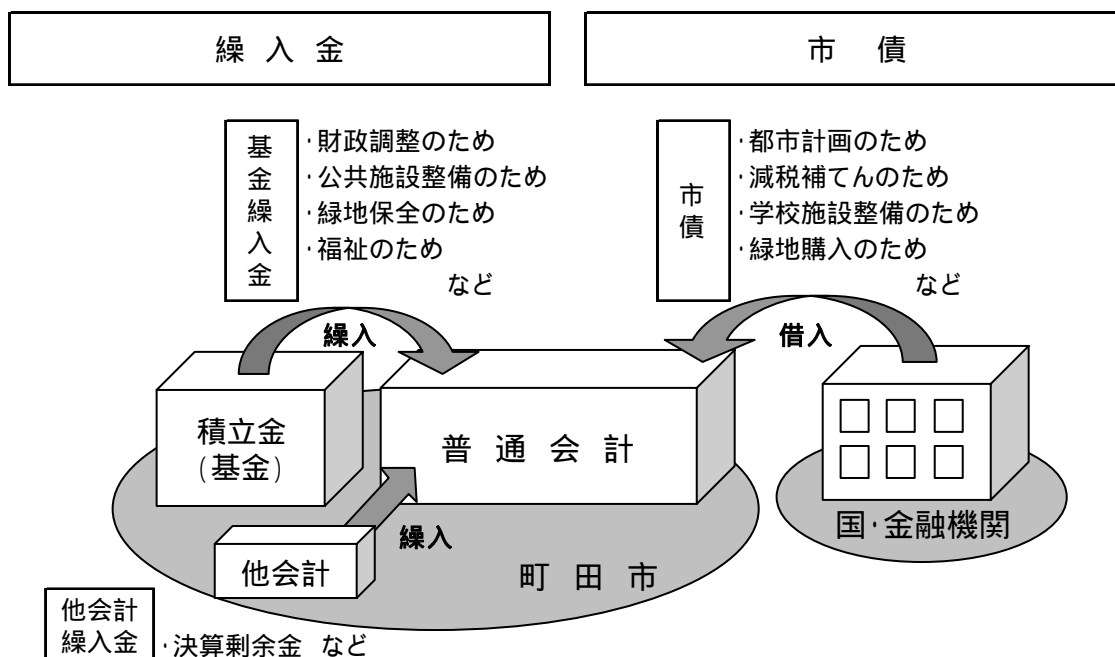 繰入金
市債
基金繰入金
・財政調整のため
・公共施設整備のため
・緑地保全のため
・福祉のため
など
市債
・都市計画のため
・減税補てんのため
・学校施設整備のため
・緑地購入のため
など
繰入
借入
積立金
(基金)
普通会計
繰入
他会計
町田市
国・金融機関
他会計
繰入金
・決算剰余金 など